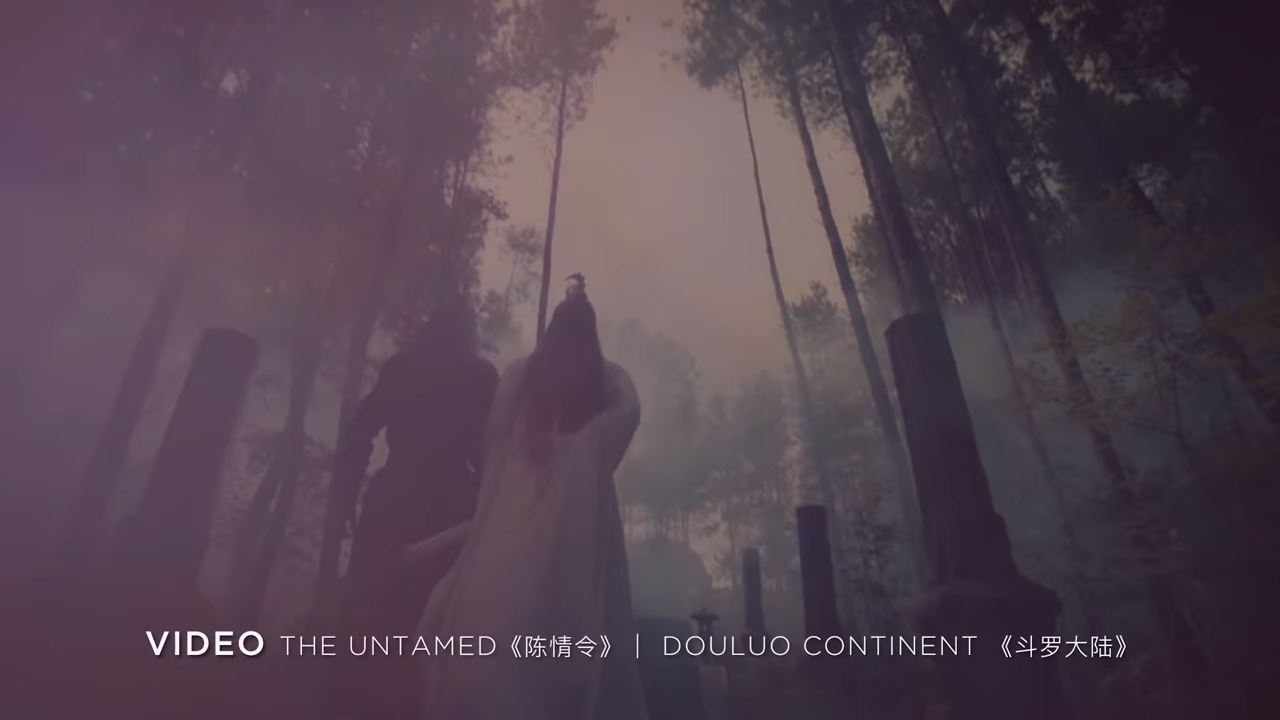 VIDEO THE UNTAMED《陈情令》 | DOULUO CONTINENT 《斗罗大陆》